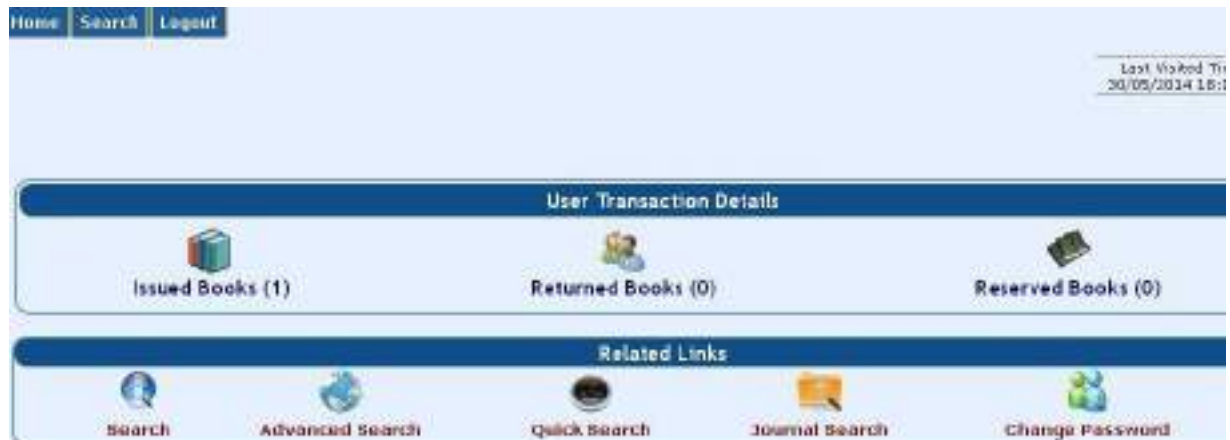 Home Search Logout
Last Visited
30/05/2014
User Transaction Details
Issued Books (1) Returned Books (0) Reserved Books (0)
Related Links
Search Advanced Search Quick Search Journal Search Change Password